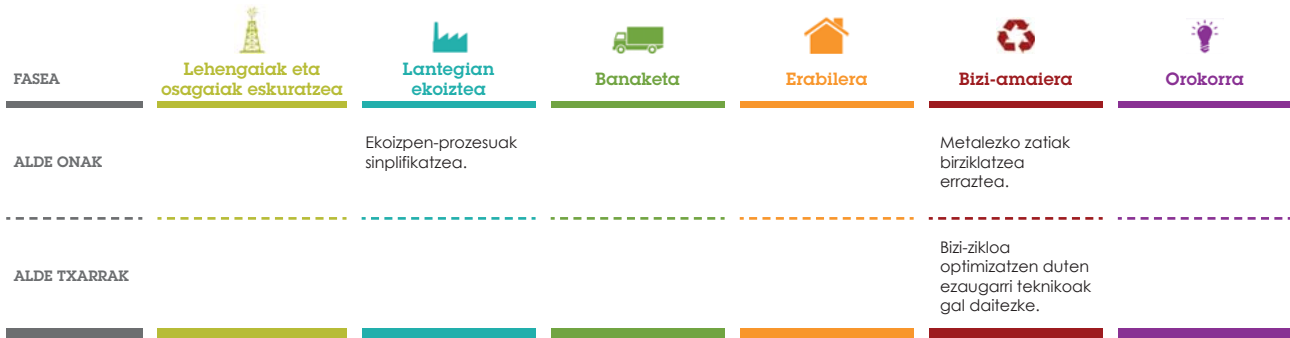 FASEA
Lehengaiak eta
osagaiak eskuratzea
Lantegian
ekoiztea
Banaketa
Erabilera
Bizi-amaiera
Orokorra
ALDE ONAK
Ekoizpen-prozesuak
sinplifikatzea.
Metalezko zatiak
birziklatzea
erraztea.
ALDE TXARRAK
Bizi-zikloa
optimizatzen duten
ezaugarri teknikoak
gal daitezke.